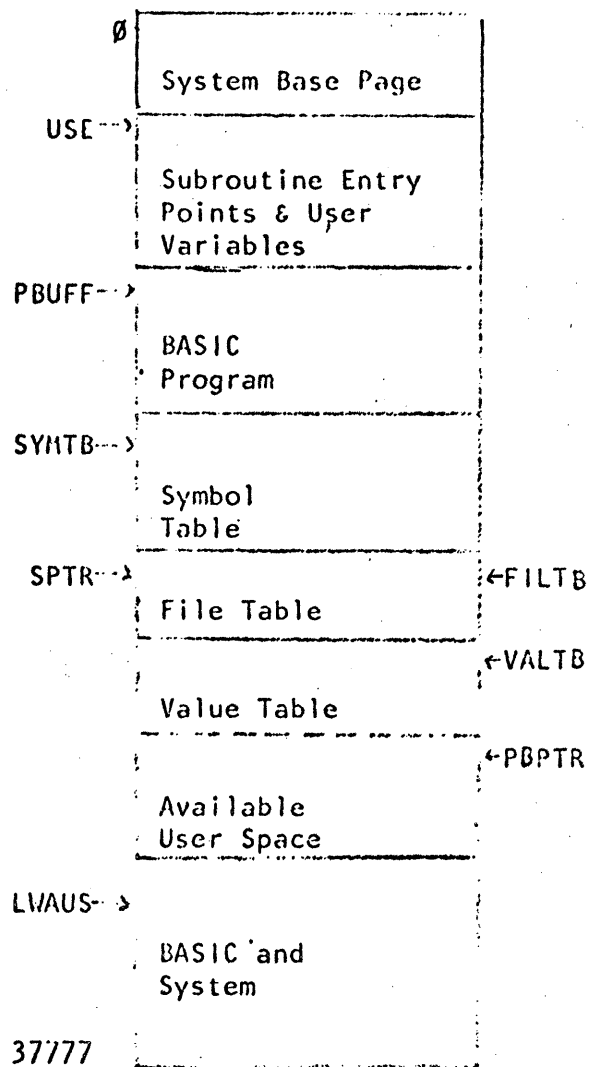 Ø
System Base Page
USE-->
Subroutine Entry
Points & User
Variables
PBUFF-->
BASIC
Program
SYMTB-->
Symbol
Table
SPTR-->
←FILTB
File Table
←VALTB
Value Table
←PBPTR
Available
User Space
LWAUS-->
BASIC and
System
37777